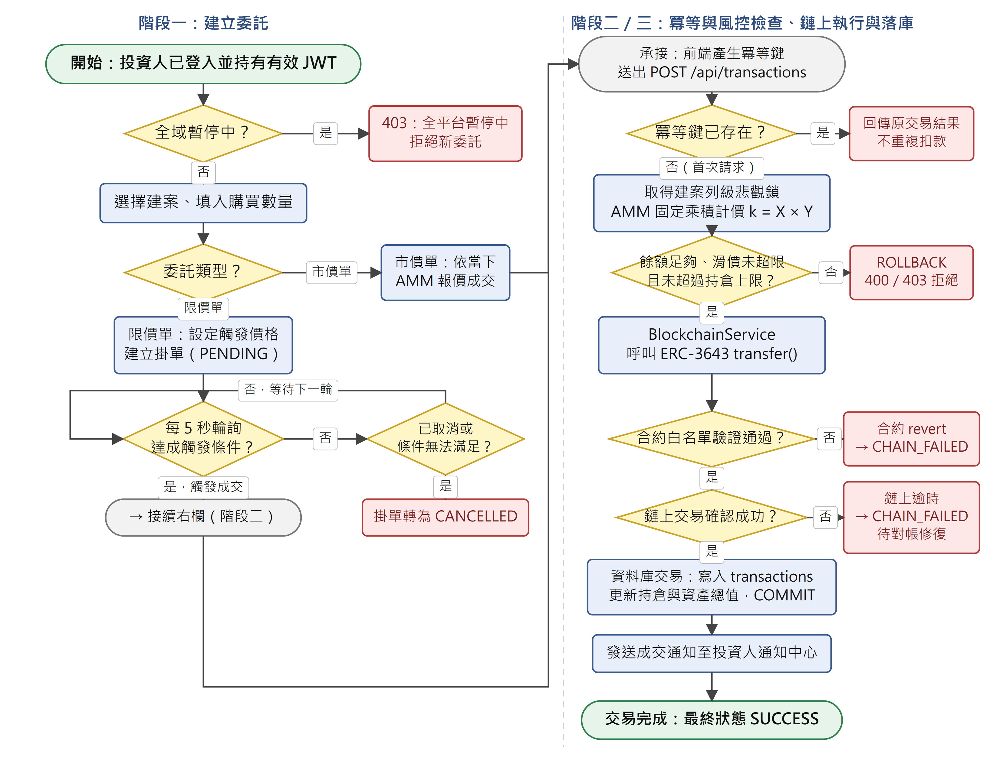 階段一：建立委託
開始：投資人已登入並持有有效 JWT
全域暫停中？
是
403：全平台暫停中
拒絕新委託
否
選擇建案、填入購買數量
委託類型？
市價單
市價單：依當下
AMM 報價成交
限價單
限價單：設定觸發價格
建立掛單（PENDING）
否，等待下一輪
每 5 秒輪詢
達成觸發條件？
否
已取消或
條件無法滿足？
是，觸發成交
是
→ 接續右欄（階段二）
掛單轉為 CANCELLED
階段二 / 三：冪等與風控檢查、鏈上執行與落庫
承接：前端產生冪等鍵
送出 POST /api/transactions
冪等鍵已存在？
是
回傳原交易結果
不重複扣款
否（首次請求）
取得建案列級悲觀鎖
AMM 固定乘積計價 k = X × Y
餘額足夠、滑價未超限
且未超過持倉上限？
否
ROLLBACK
400 / 403 拒絕
是
BlockchainService
呼叫 ERC-3643 transfer()
合約白名單驗證通過？
否
合約 revert
→ CHAIN_FAILED
是
鏈上交易確認成功？
否
鏈上逾時
→ CHAIN_FAILED
待對帳修復
是
資料庫交易：寫入 transactions
更新持倉與資產總值，COMMIT
發送成交通知至投資人通知中心
交易完成：最終狀態 SUCCESS